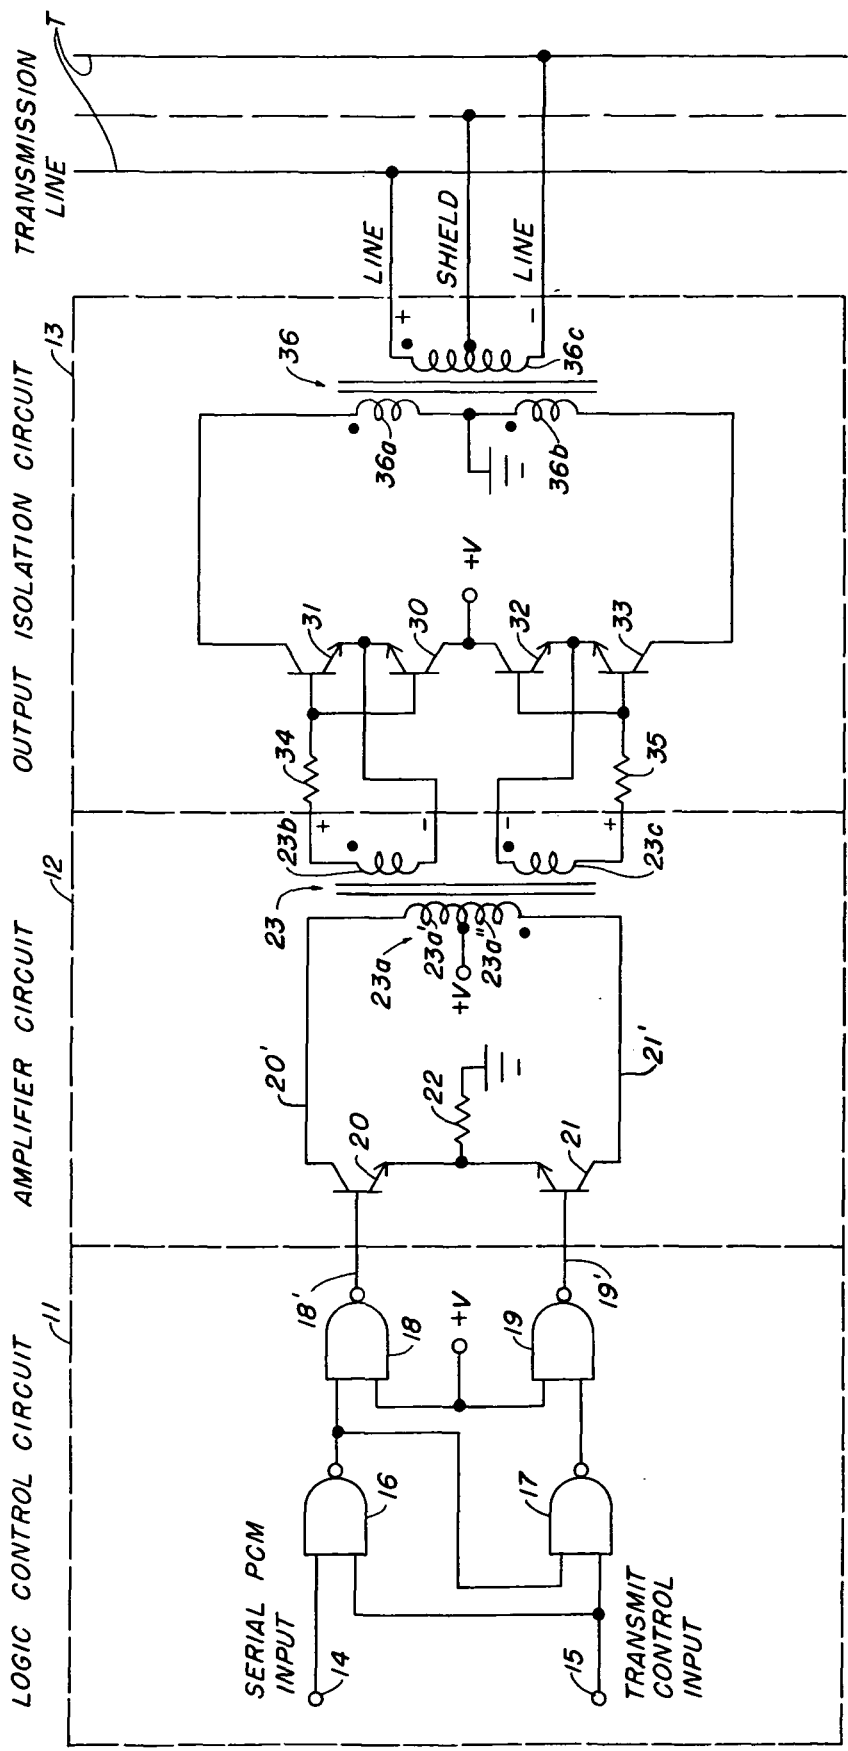 LOGIC CONTROL CIRCUIT
11
AMPLIFIER CIRCUIT
12
OUTPUT ISOLATION CIRCUIT
13
TRANSMISSION
LINE
T
SERIAL PCM
INPUT
14
15
TRANSMIT
CONTROL
INPUT
16
17
18
18'
+V
19
19'
20
20'
21
21'
22
23
23a
23a'
23a"
+V
23b
+
-
-
+
23c
34
35
31
30
+V
32
33
36
36a
36b
36c
+
-
LINE
SHIELD
LINE